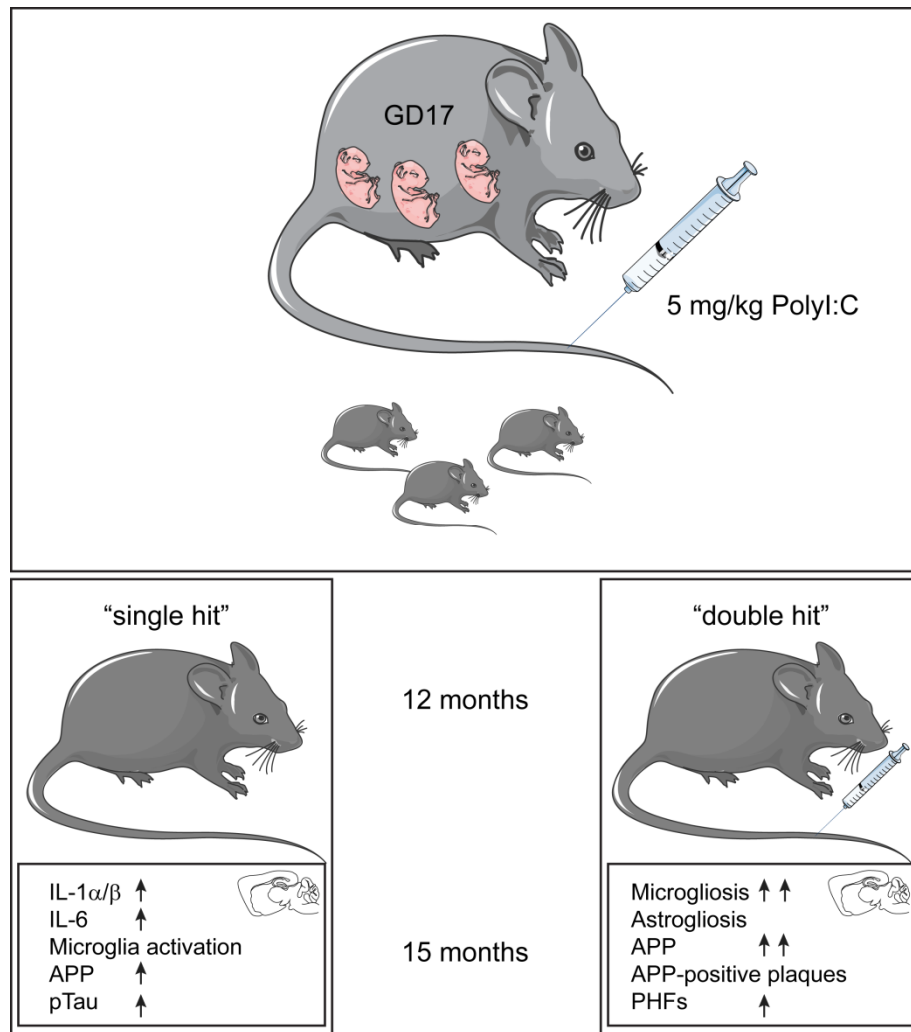 GD17
5 mg/kg PolyI:C
“single hit”
12 months
“double hit”
IL-1α/β ↑
IL-6 ↑
Microglia activation
APP ↑
pTau ↑
15 months
Microgliosis ↑ ↑
Astrogliosis
APP ↑ ↑
APP-positive plaques
PHFs ↑